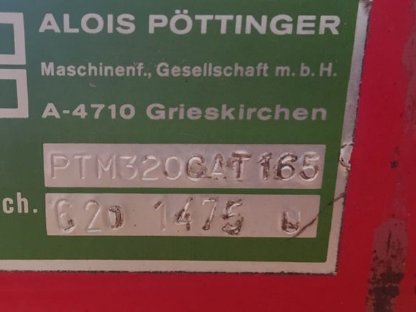 ALOIS PÖTTINGER
Maschinenf., Gesellschaft m. b. H.
A-4710 Grieskirchen
PTM320CAT165
ch. 620 1475 U